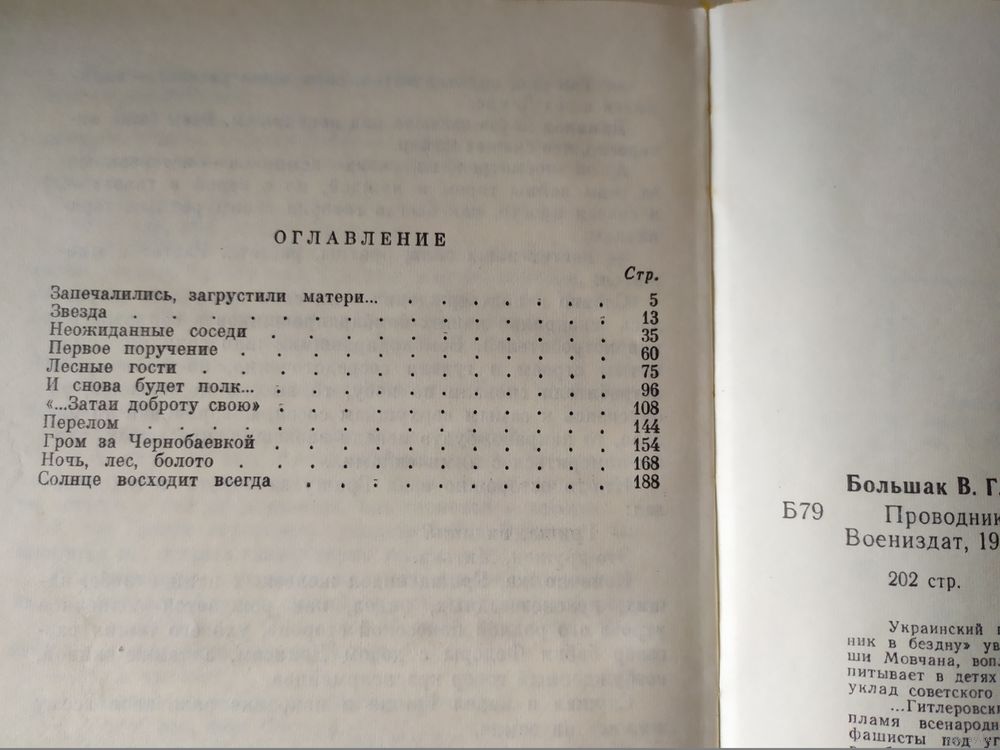 ОГЛАВЛЕНИЕ
Стр.
Запечалились, загрустили матери... 5
Звезда 13
Неожиданные соседи 35
Первое поручение 60
Лесные гости 75
И снова будет полк... 96
«...Затаи доброту свою» 108
Перелом 144
Гром за Чернобаевкой 154
Ночь, лес, болото 168
Солнце восходит всегда 188
Большак В. Г.
Б79 Проводник
Воениздат, 19
202 стр.
Украинский
ник в бездну» ув
ши Мовчана, вопл
питывает в детях
уклад советского
...Гитлеровски
пламя всенародн
фашисты под уг